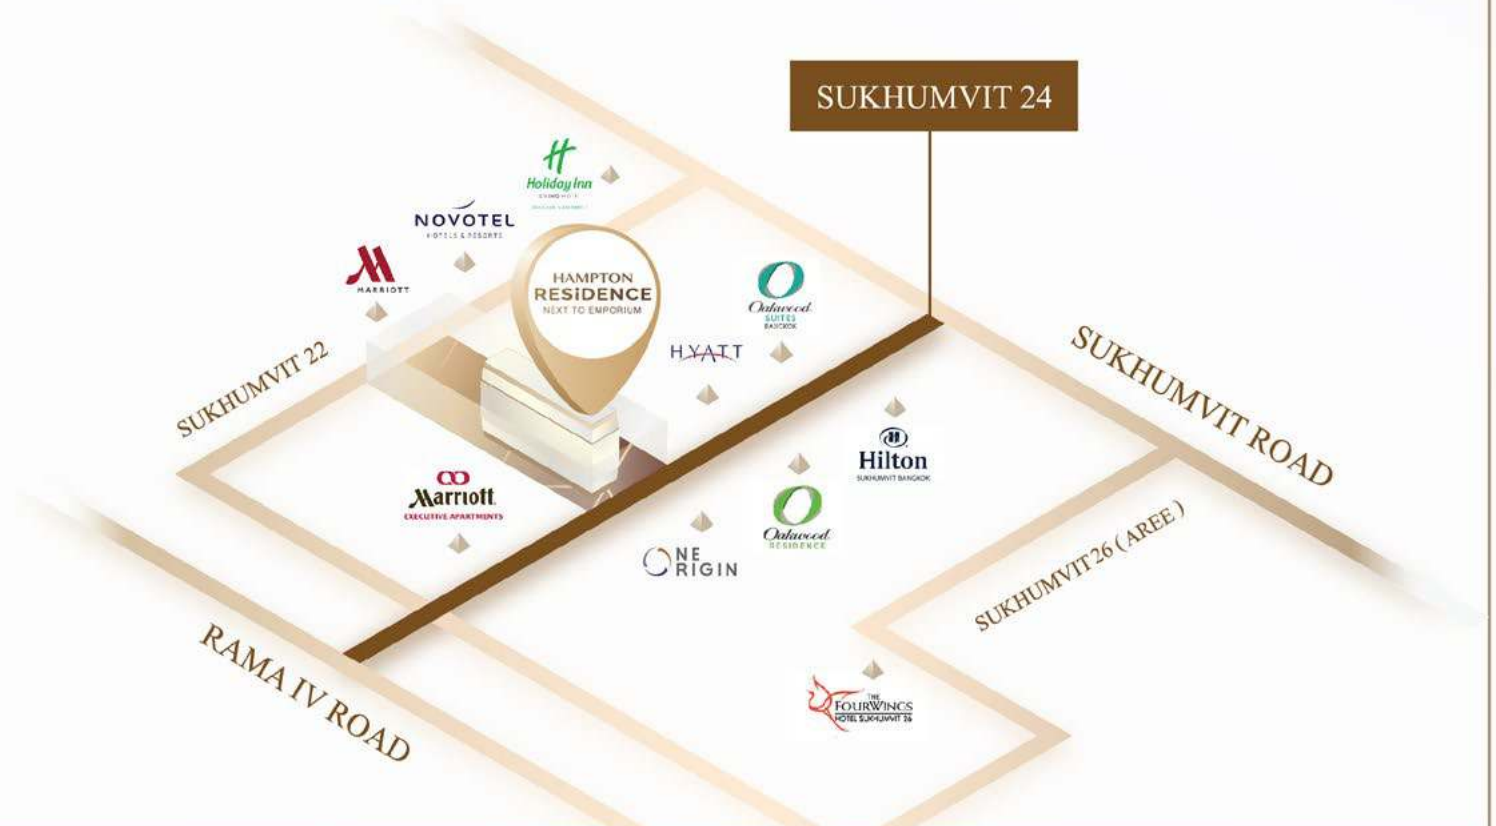 SUKHUMVIT 24
Holiday Inn
NOVOTEL
HOTELS & RESORTS
MARRIOTT
HAMPTON
RESiDENCE
NEXT TO EMPORIUM
Oakwood
SUITES
BANGKOK
HYATT
SUKHUMVIT 22
SUKHUMVIT ROAD
Hilton
SUKHUMVIT BANGKOK
Marriott
EXECUTIVE APARTMENTS
Oakwood
RESIDENCE
ONE
ORIGIN
SUKHUMVIT 26 ( AREE )
RAMA IV ROAD
THE
FOURWINGS
HOTEL SUKHUMVIT 26